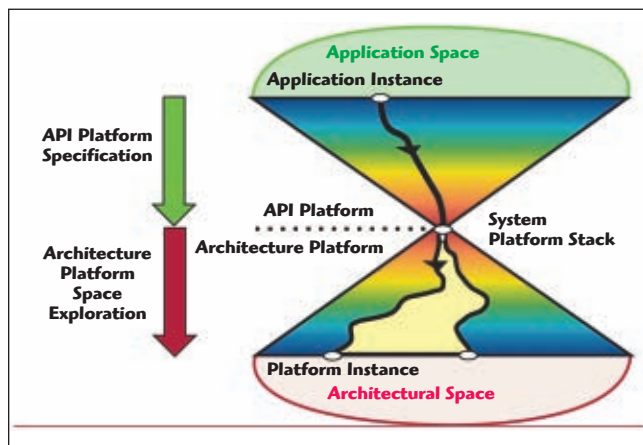 Application Space
Application Instance
API Platform
Specification
API Platform
System
Platform Stack
Architecture Platform
Architecture
Platform
Space
Exploration
Platform Instance
Architectural Space